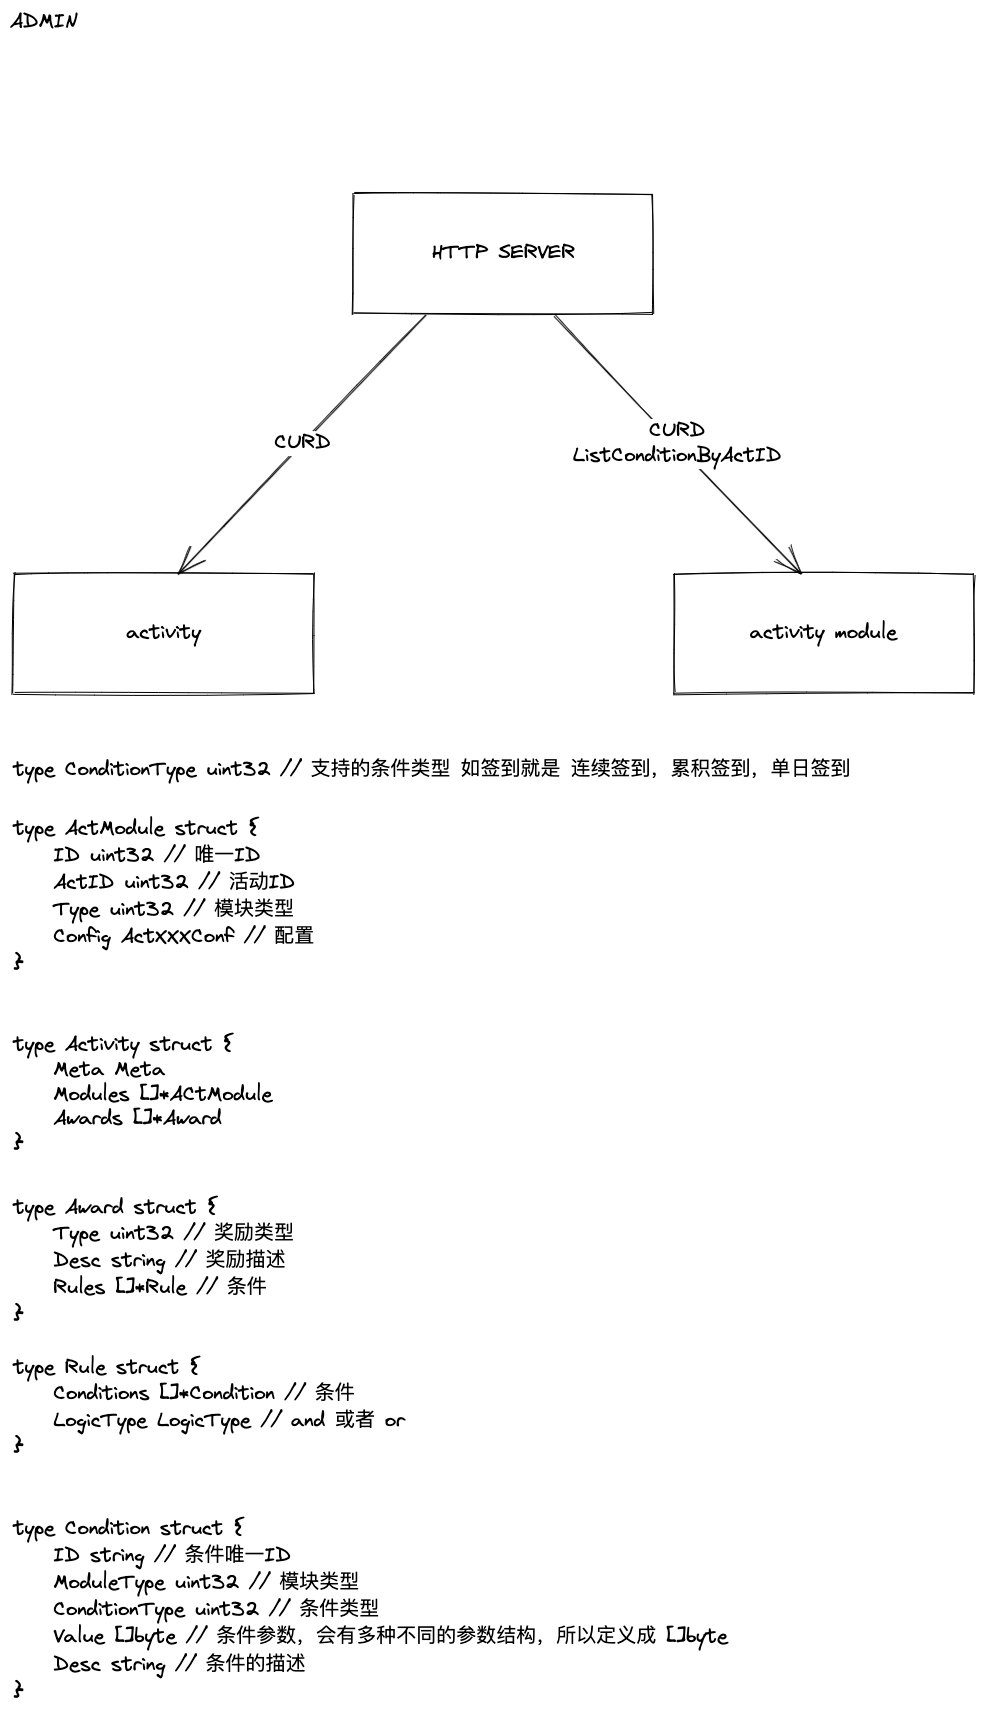 ADMIN
HTTP SERVER
CURD
CURD
ListConditionByActID
activity
activity module
type ConditionType uint32 // 支持的条件类型 如签到就是 连续签到，累积签到，单日签到
type ActModule struct {
ID uint32 // 唯一ID
ActID uint32 // 活动ID
Type uint32 // 模块类型
Config ActXXXConf // 配置
}
type Activity struct {
Meta Meta
Modules []*ACtModule
Awards []*Award
}
type Award struct {
Type uint32 // 奖励类型
Desc string // 奖励描述
Rules []*Rule // 条件
}
type Rule struct {
Conditions []*Condition // 条件
LogicType LogicType // and 或者 or
}
type Condition struct {
ID string // 条件唯一ID
ModuleType uint32 // 模块类型
ConditionType uint32 // 条件类型
Value []byte // 条件参数，会有多种不同的参数结构，所以定义成 []byte
Desc string // 条件的描述
}